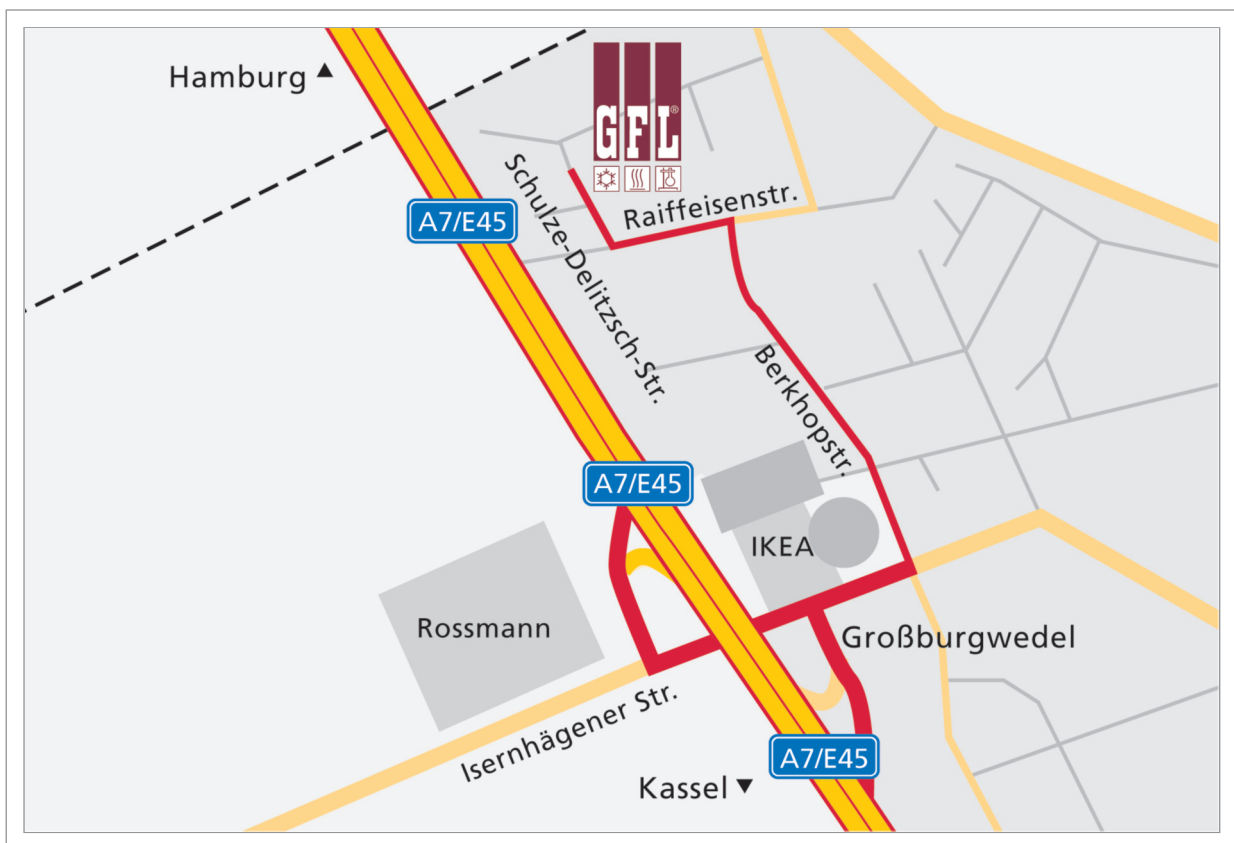 Hamburg ▲
GFL®
A7/E45
Schulze-Delitzsch-Str.
Raiffeisenstr.
Berkhopstr.
A7/E45
IKEA
Rossmann
Großburgwedel
Isernhägener Str.
A7/E45
Kassel ▼